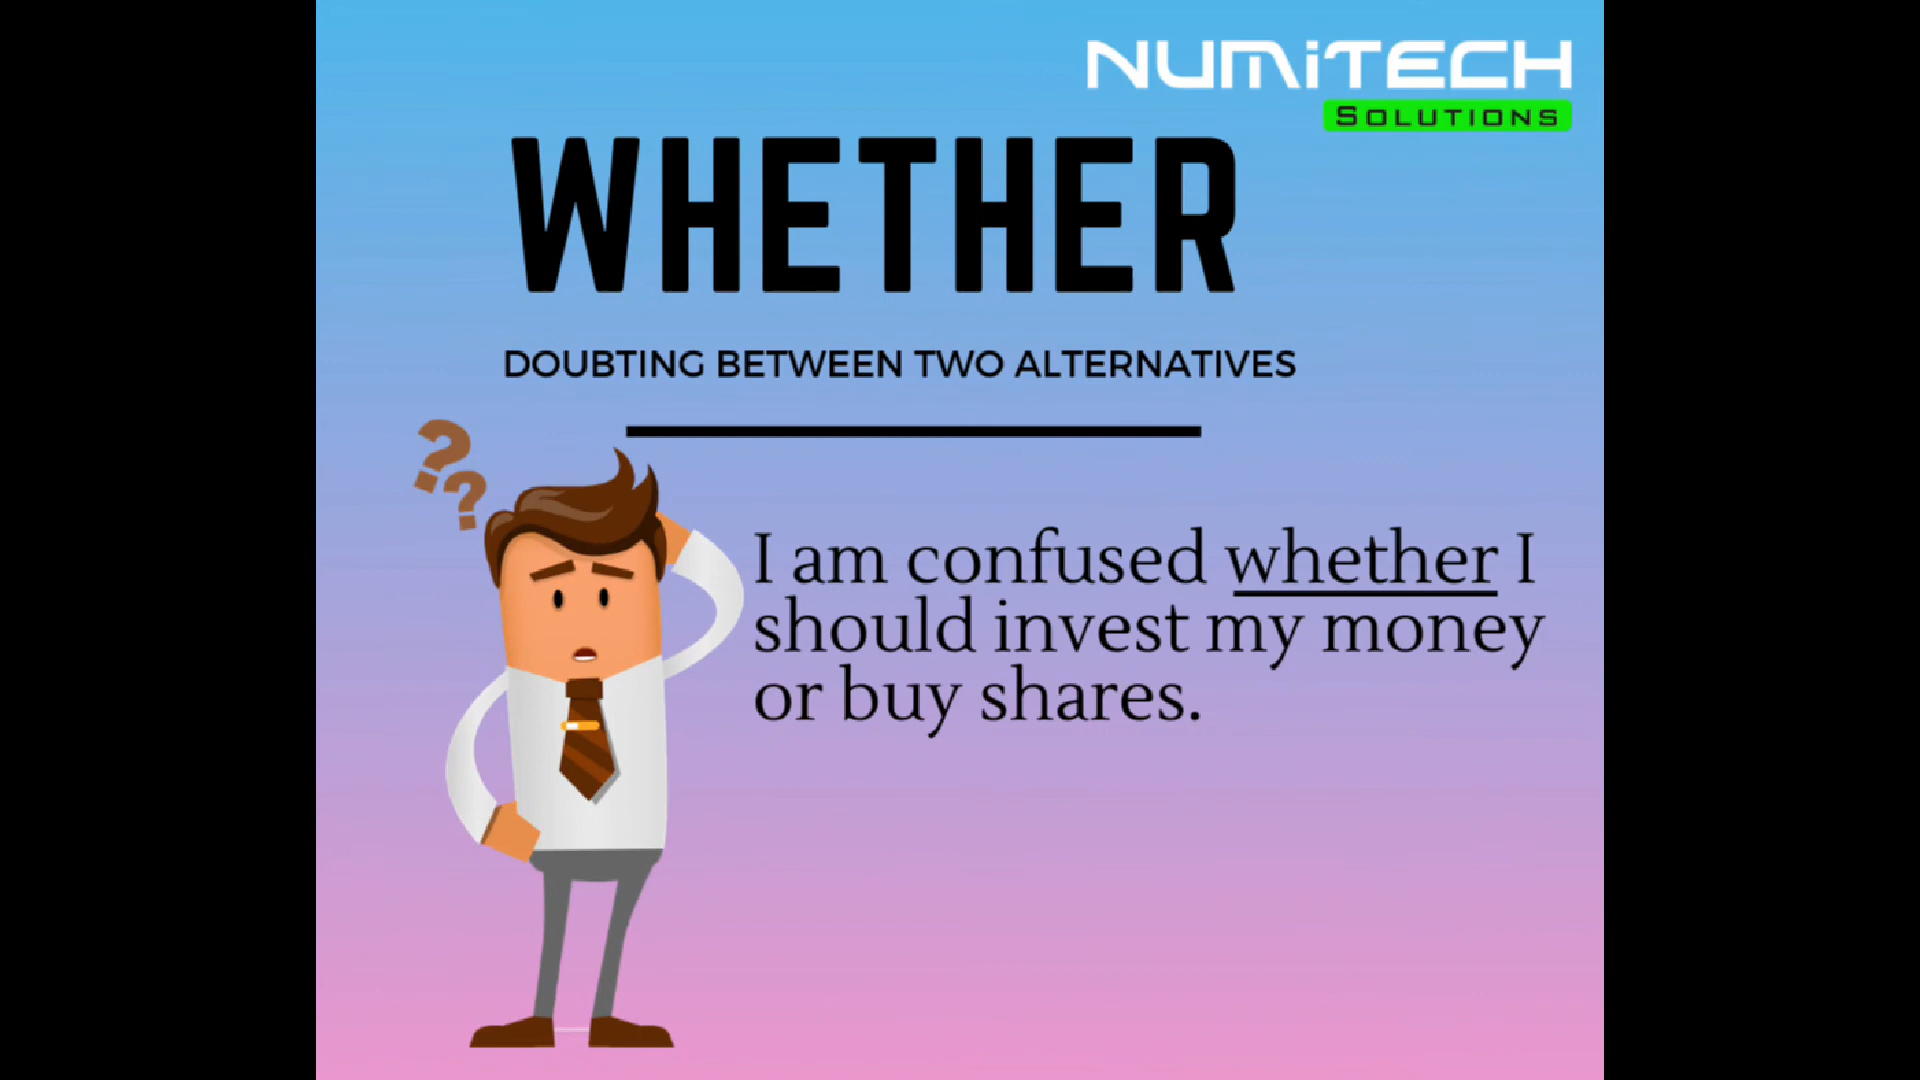 NUMiTECH
SOLUTIONS
WHETHER
DOUBTING BETWEEN TWO ALTERNATIVES
??
I am confused whether I
should invest my money
or buy shares.